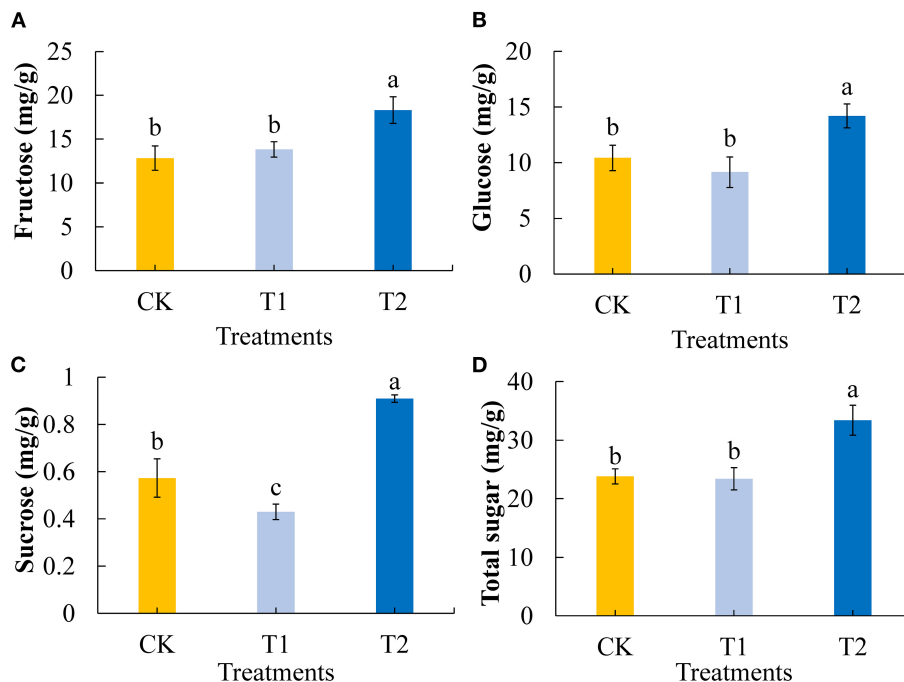 A
Fructose (mg/g)
25
20
15
10
5
0
b
b
a
CK
T1
T2
Treatments
B
Glucose (mg/g)
20
15
10
5
0
b
b
a
CK
T1
T2
Treatments
C
Sucrose (mg/g)
1
0.8
0.6
0.4
0.2
0
b
c
a
CK
T1
T2
Treatments
D
Total sugar (mg/g)
40
30
20
10
0
b
b
a
CK
T1
T2
Treatments